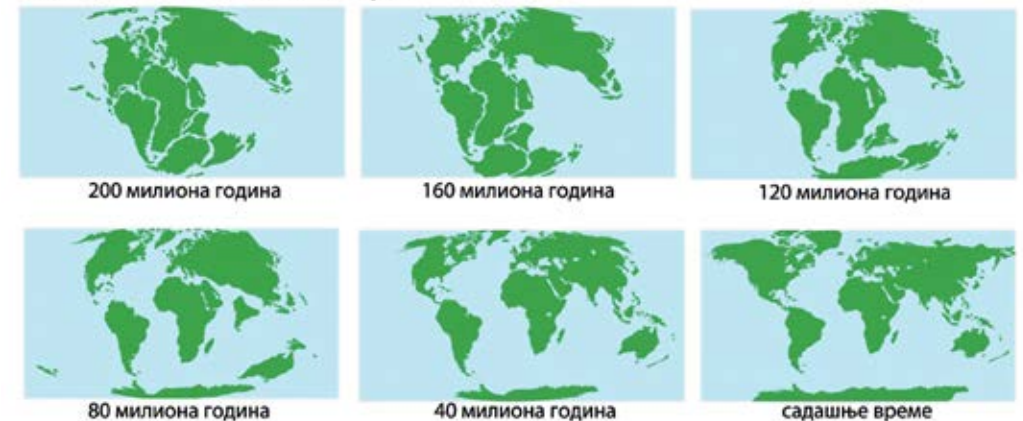 200 милиона година
160 милиона година
120 милиона година
80 милиона година
40 милиона година
садашње време